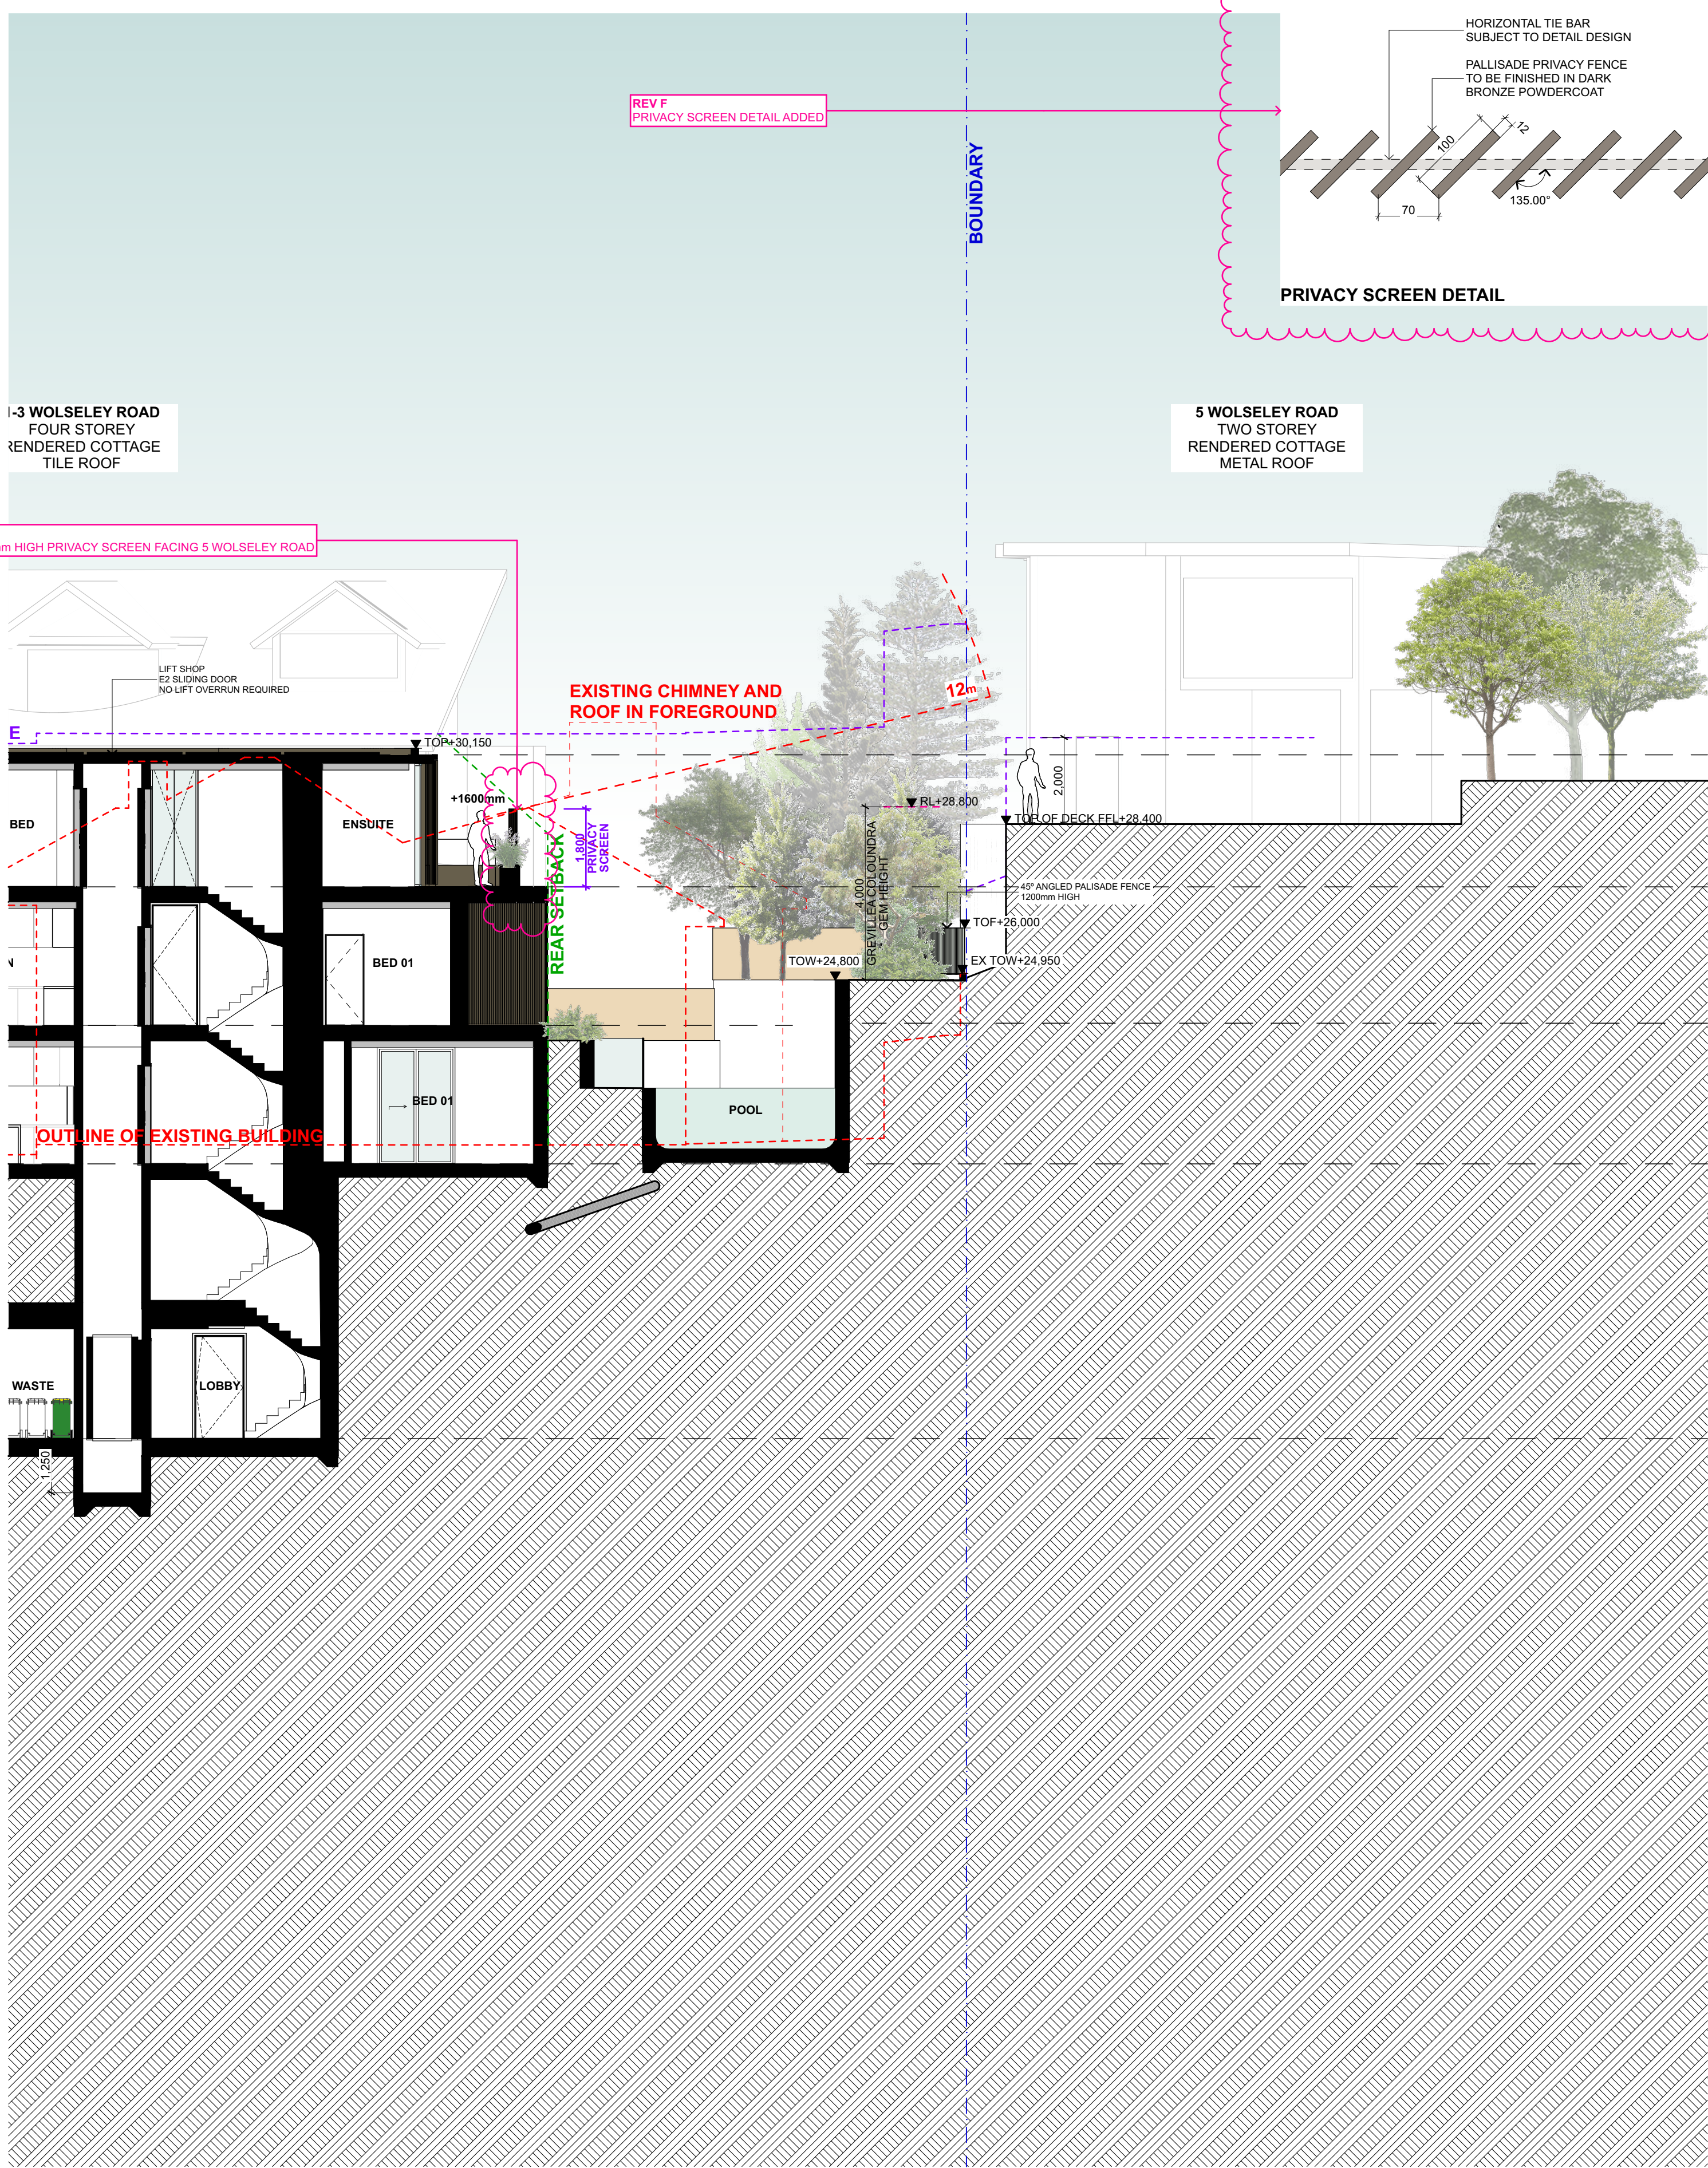 HORIZONTAL TIE BAR
SUBJECT TO DETAIL DESIGN
PALLISADE PRIVACY FENCE
TO BE FINISHED IN DARK
BRONZE POWDERCOAT
REV F
PRIVACY SCREEN DETAIL ADDED
100
12
135.00°
70
BOUNDARY
PRIVACY SCREEN DETAIL
-3 WOLSELEY ROAD
FOUR STOREY
RENDERED COTTAGE
TILE ROOF
5 WOLSELEY ROAD
TWO STOREY
RENDERED COTTAGE
METAL ROOF
m HIGH PRIVACY SCREEN FACING 5 WOLSELEY ROAD
LIFT SHOP
E2 SLIDING DOOR
NO LIFT OVERRUN REQUIRED
EXISTING CHIMNEY AND
ROOF IN FOREGROUND
12m
E
TOP+30,150
+1600mm
BED
ENSUITE
1,800
PRIVACY
SCREEN
REAR SETBACK
RL+28,800
2,000
TOP OF DECK FFL+28,400
4,000
GREVILLEA COLOUNDRA
GEM HEIGHT
45º ANGLED PALISADE FENCE
1200mm HIGH
TOF+26,000
TOW+24,800
EX TOW+24,950
N
BED 01
BED 01
POOL
OUTLINE OF EXISTING BUILDING
WASTE
LOBBY
1,250